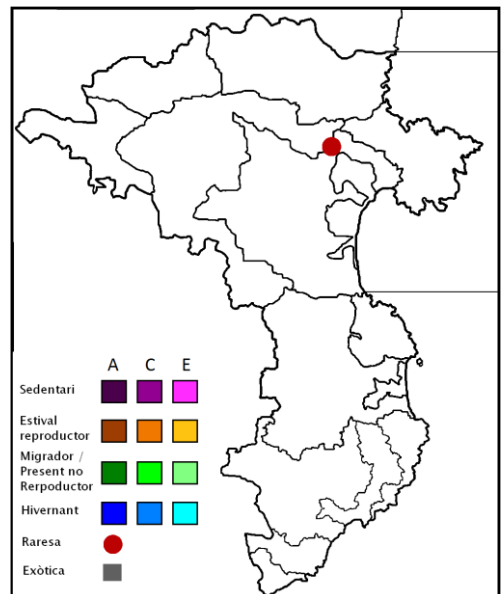 A C E
Sedentari
Estival
reproductor
Migrador /
Present no
Rerpoductor
Hivernant
Raresa
Exòtica